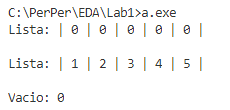 C:\PerPer\EDA\Lab1>a.exe
Lista: | 0 | 0 | 0 | 0 | 0 |
Lista: | 1 | 2 | 3 | 4 | 5 |
Vacio: 0